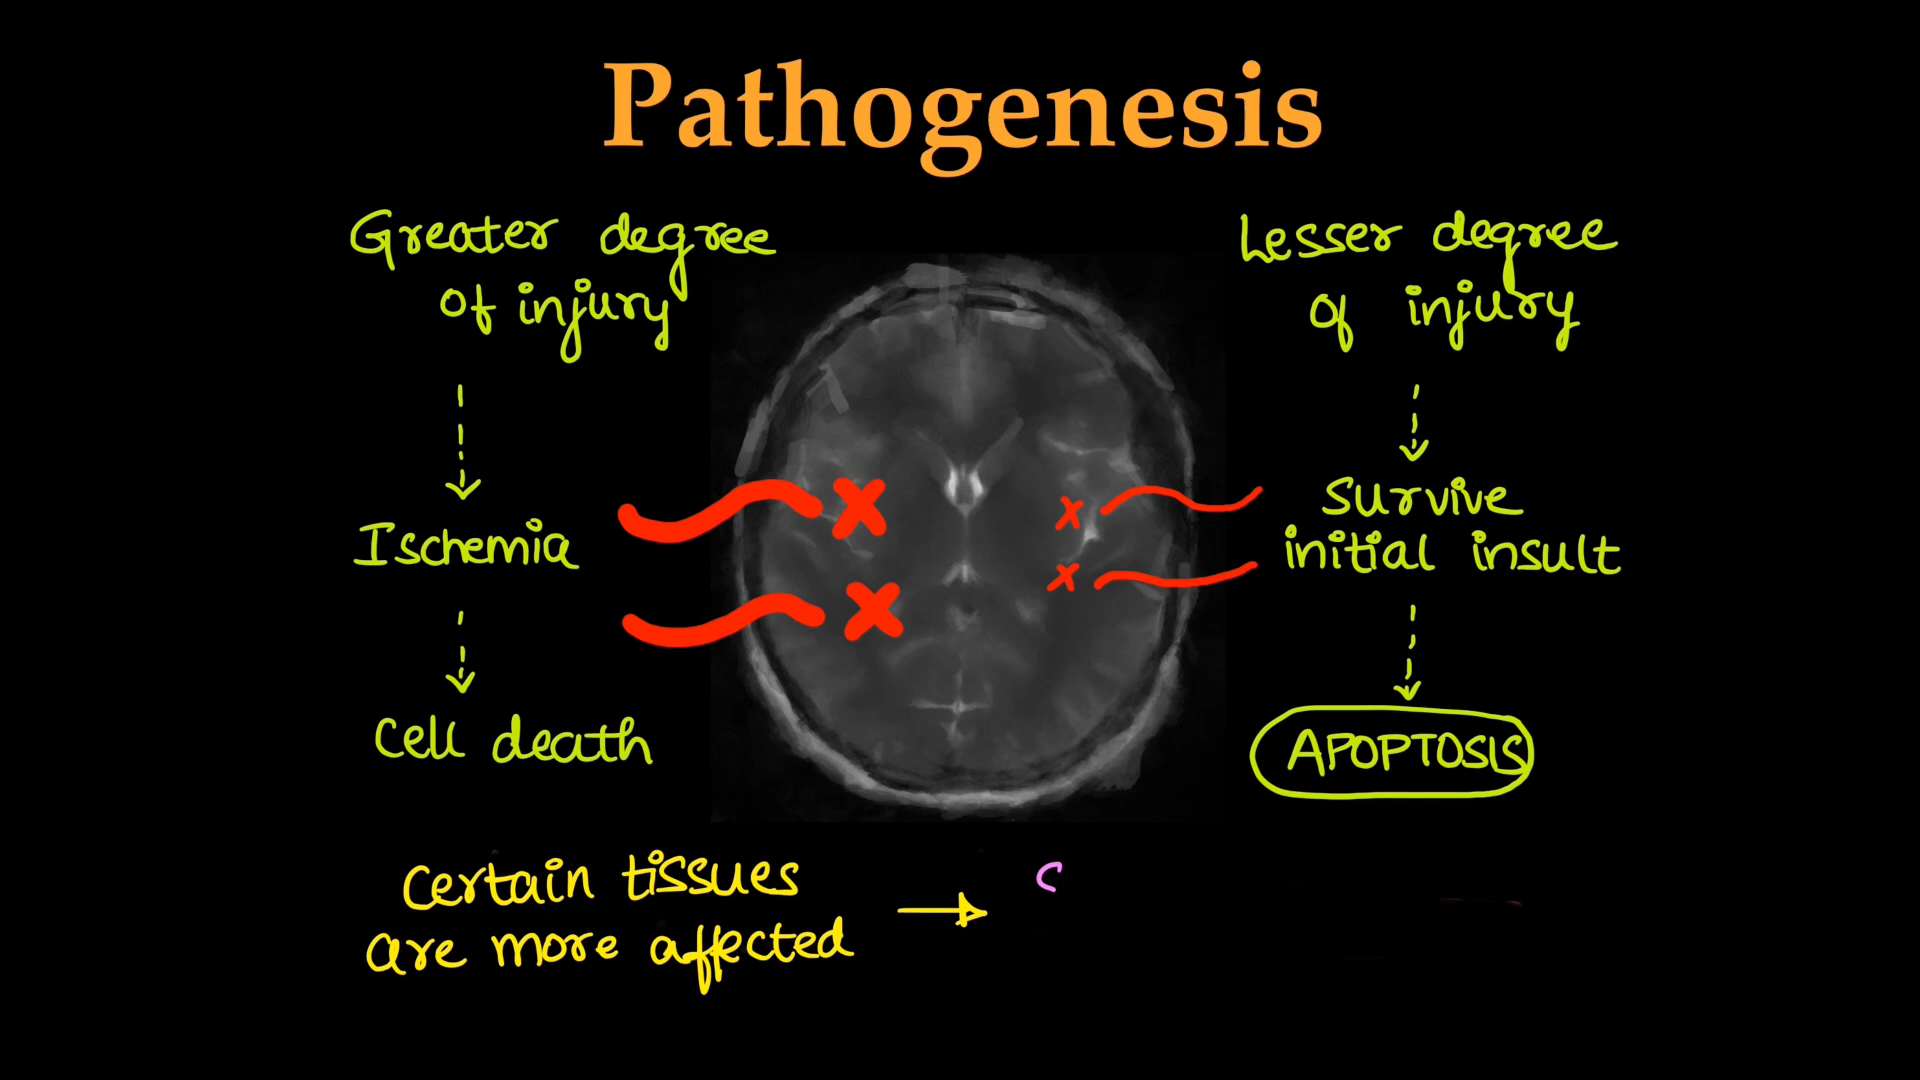 Pathogenesis
Greater degree
of injury
Ischemia
Cell death
Lesser degree
of injury
Survive
initial insult
APOPTOSIS
Certain tissues
are more affected